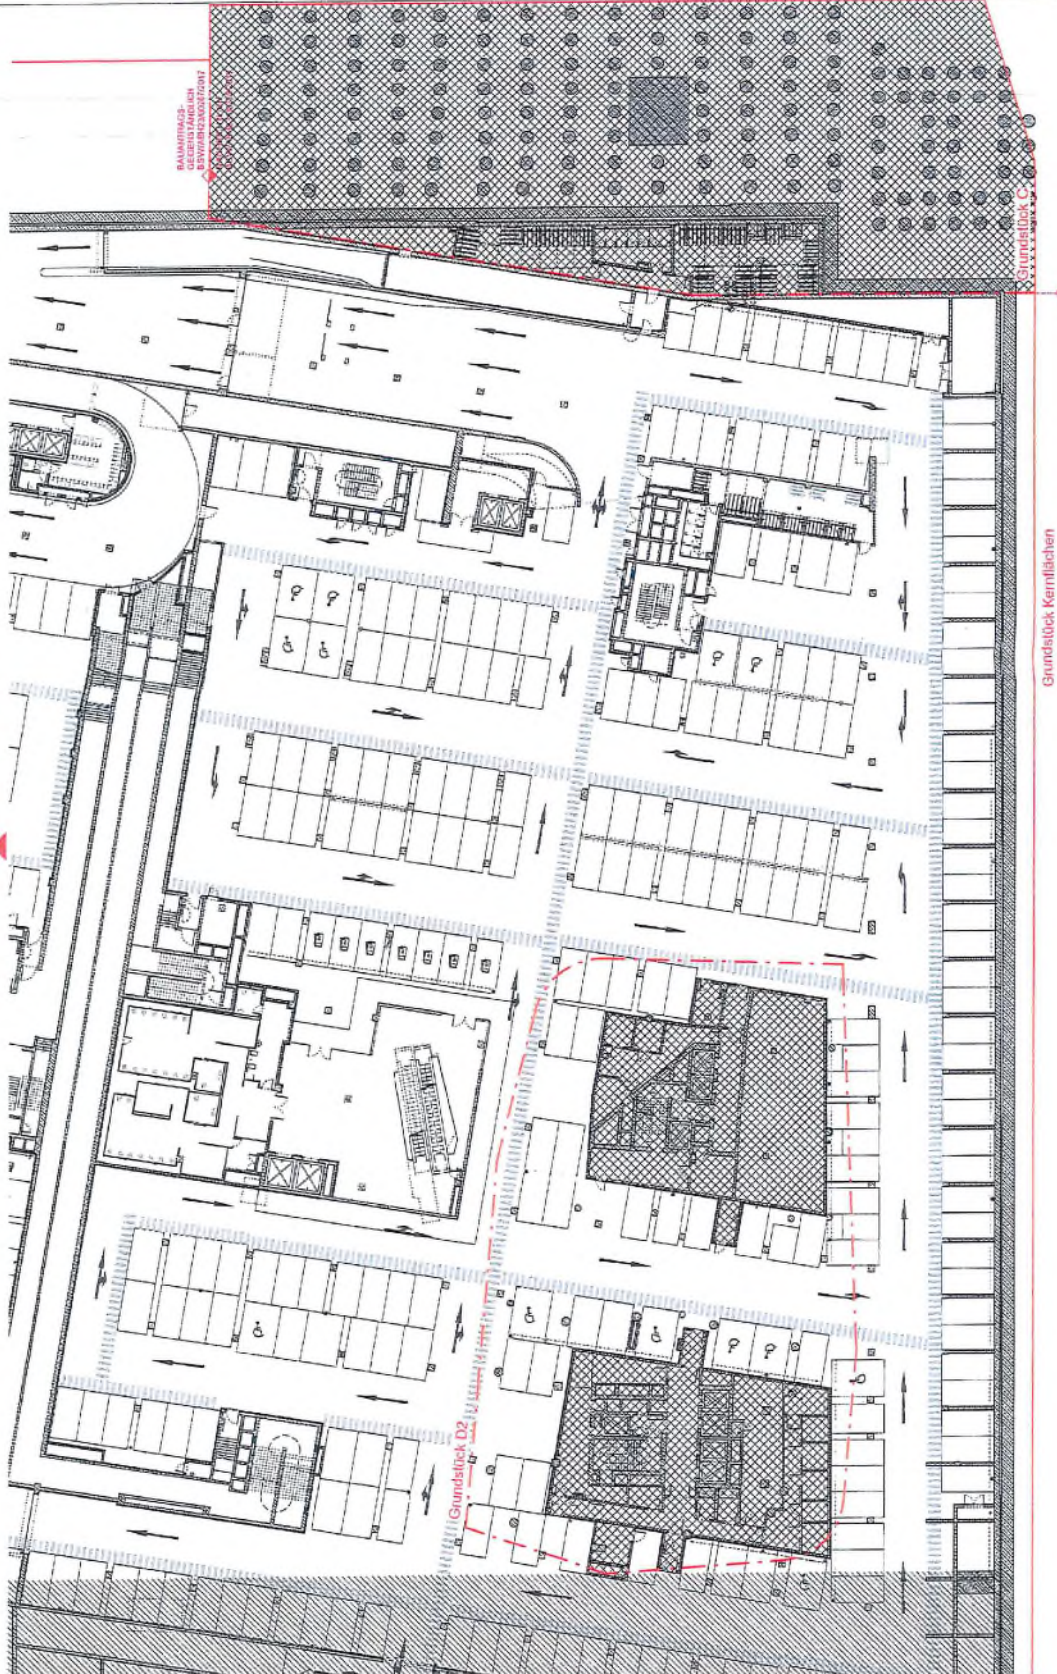 BAUANTRAGS-
GEGENSTÄNDLICH
Grundstück C
Grundstück Kernflächen
Grundstück D2